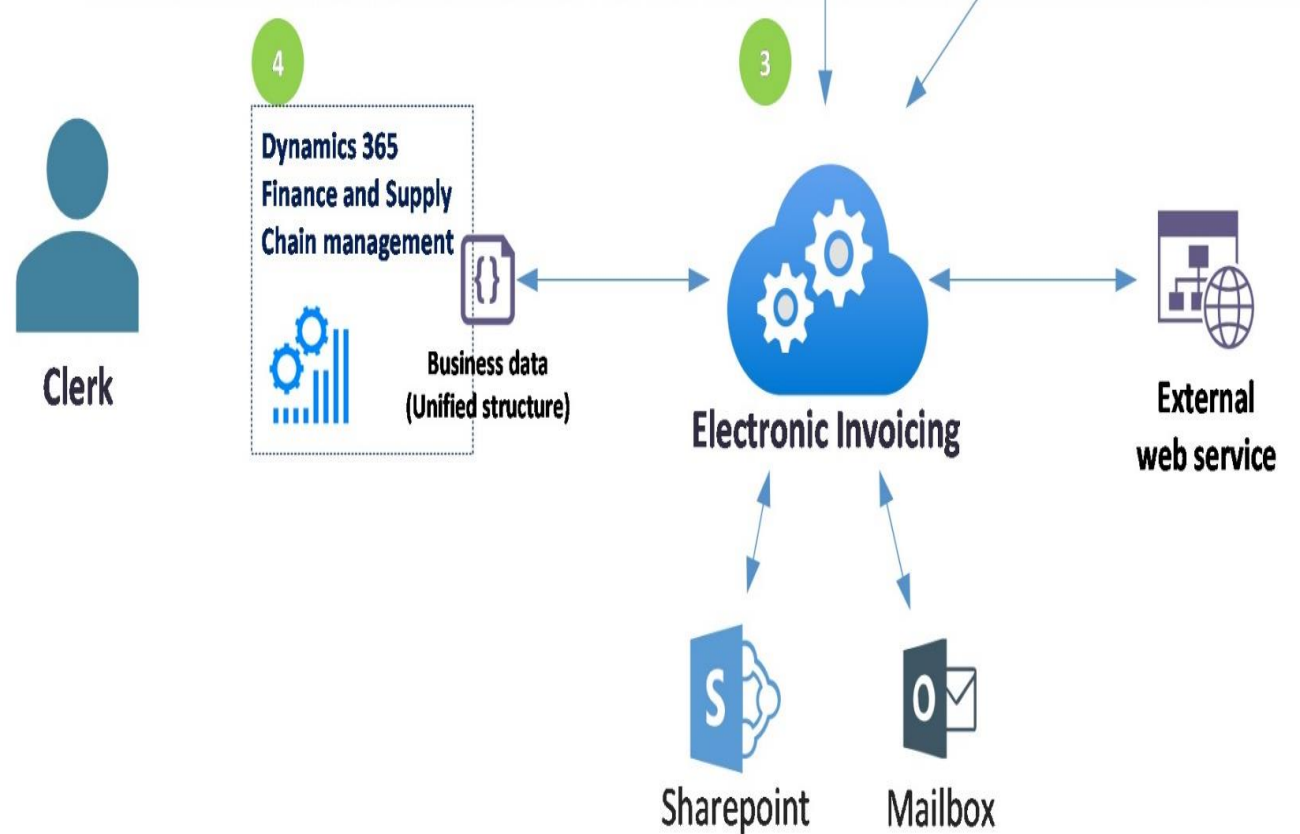 4
3
Dynamics 365
Finance and Supply
Chain management
{}
Business data
(Unified structure)
Clerk
Electronic Invoicing
External
web service
S
O
Sharepoint
Mailbox